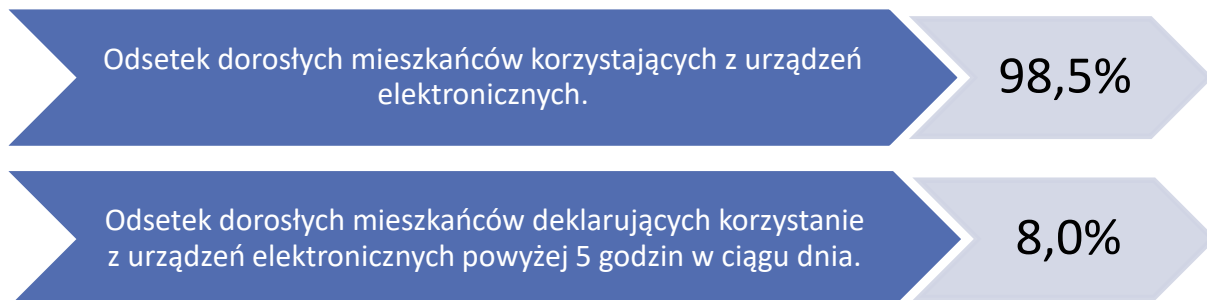 Odsetek dorosłych mieszkańców korzystających z urządzeń
elektronicznych.
98,5%
Odsetek dorosłych mieszkańców deklarujących korzystanie
z urządzeń elektronicznych powyżej 5 godzin w ciągu dnia.
8,0%